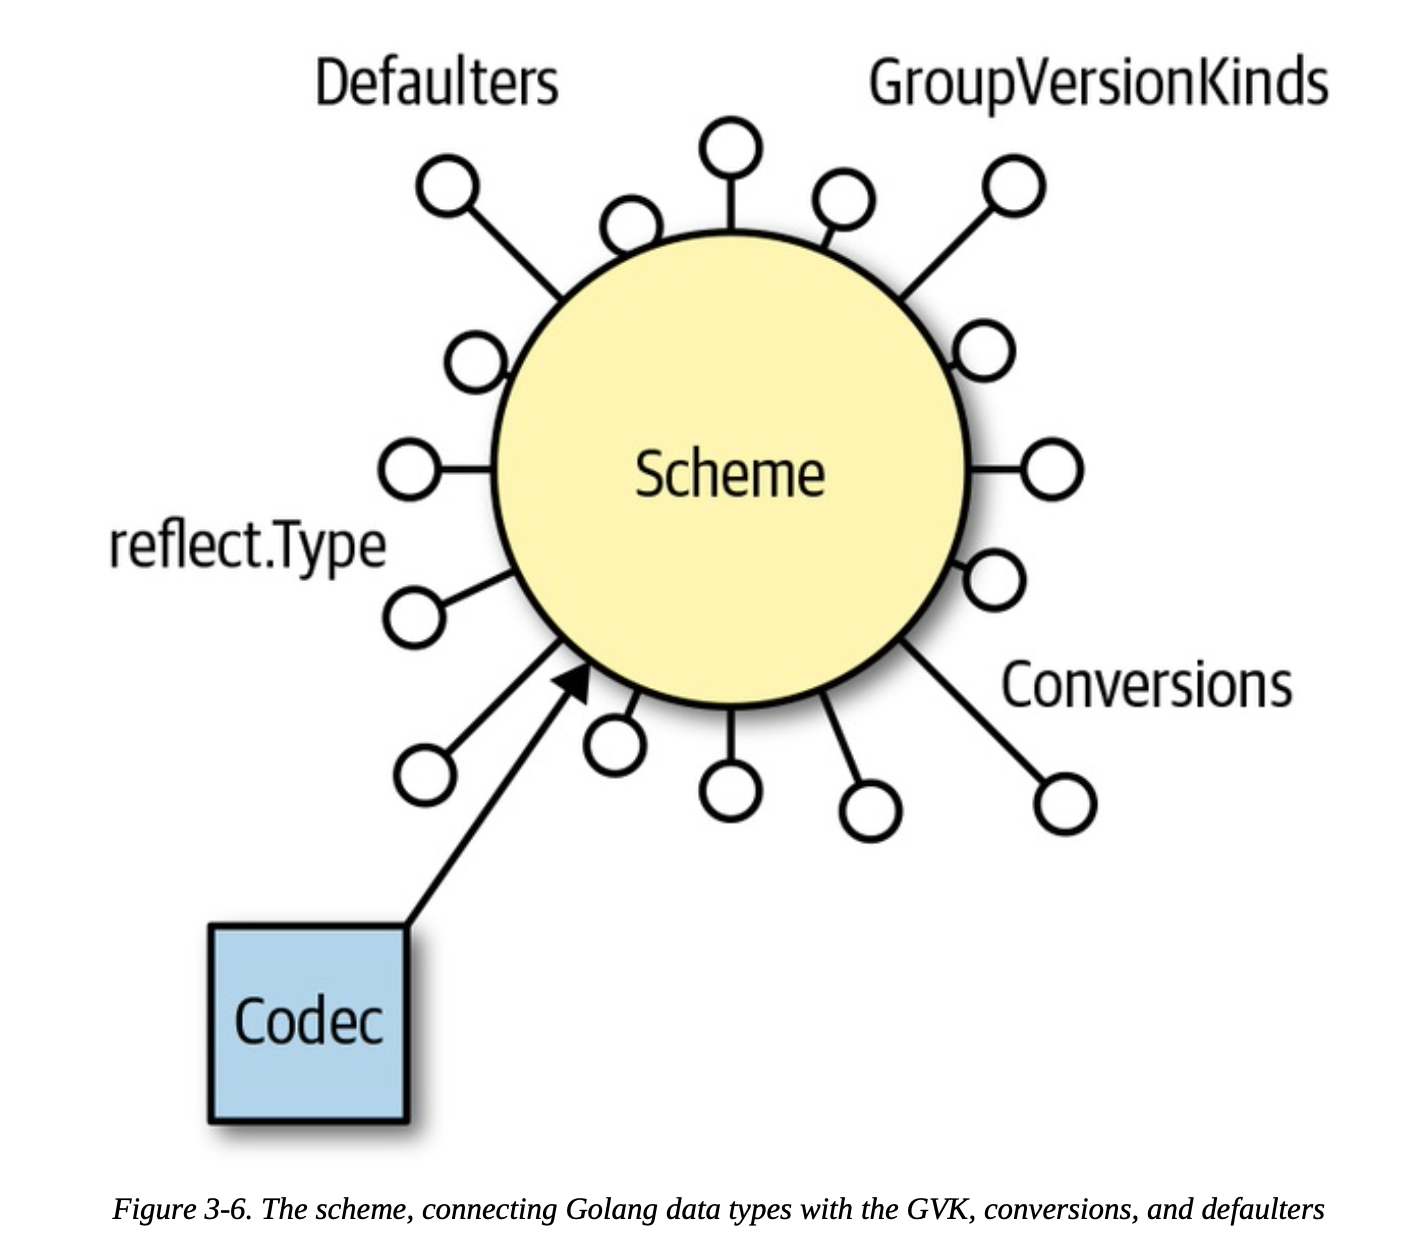 Defaulters
GroupVersionKinds
Scheme
reflect.Type
Conversions
Codec
Figure 3-6. The scheme, connecting Golang data types with the GVK, conversions, and defaulters